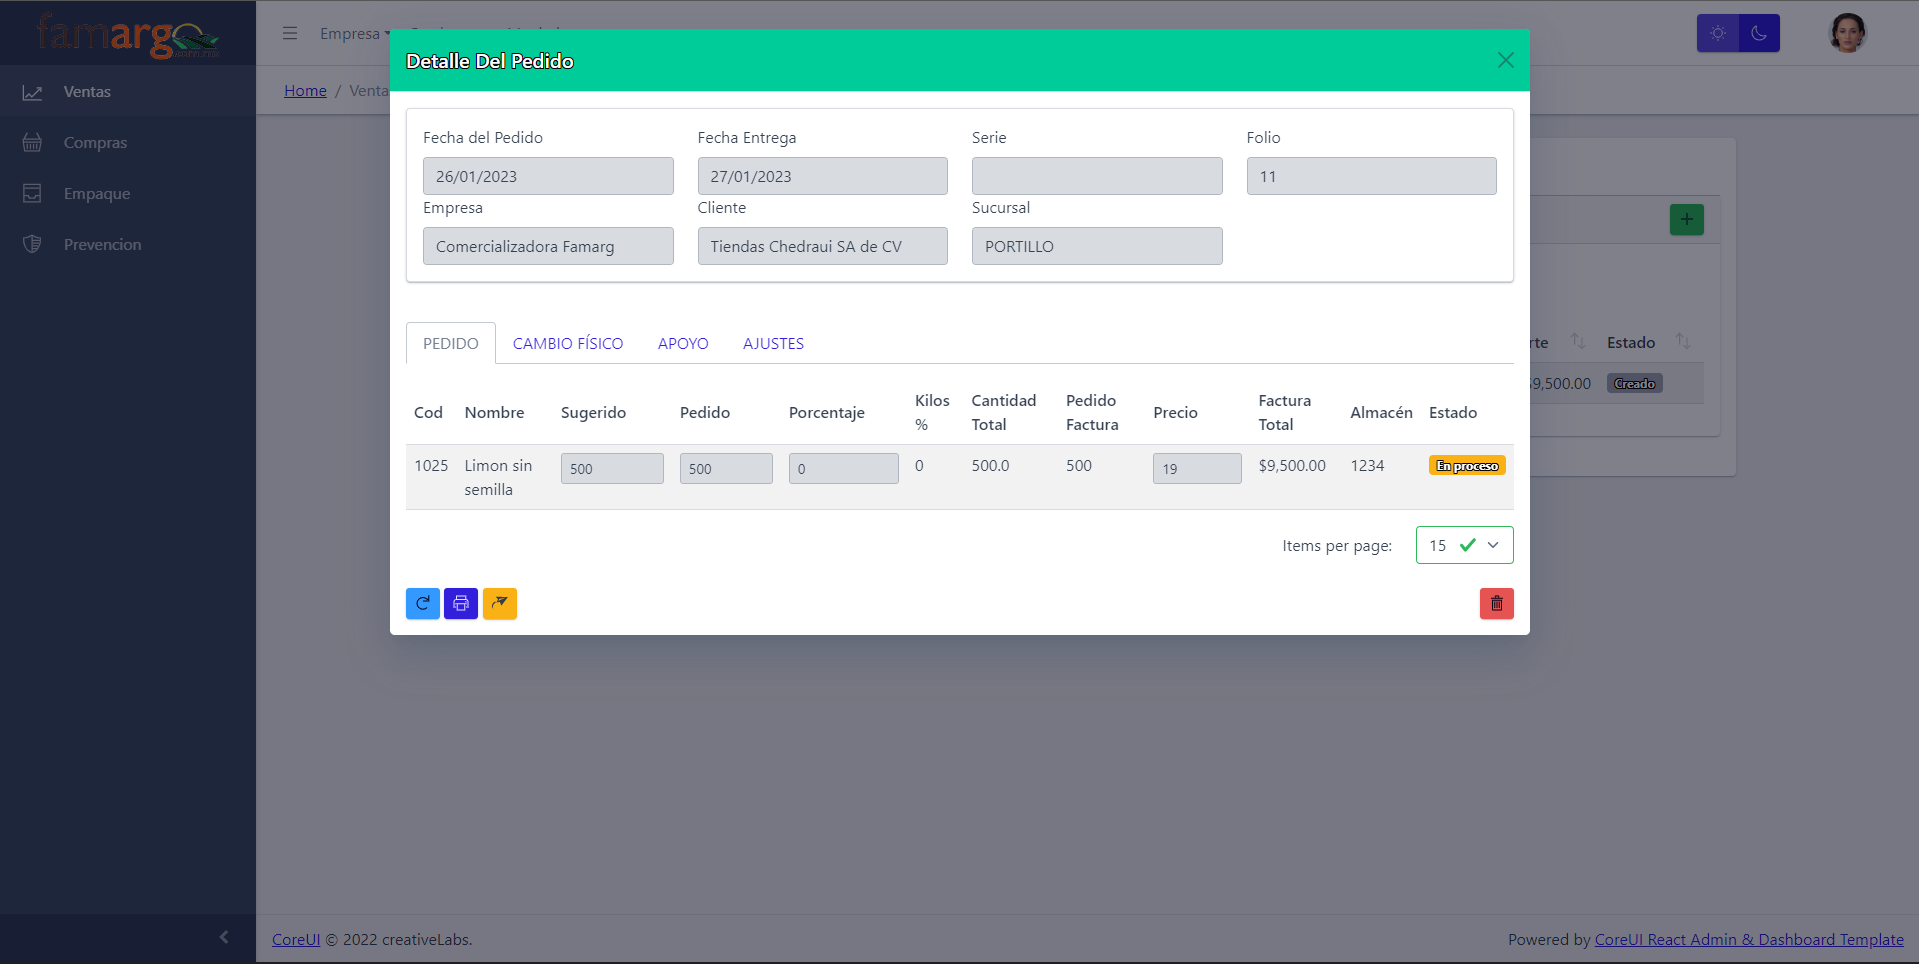 famargo
Empresa
Ventas
Compras
Empaque
Prevencion
Home / Venta
Detalle Del Pedido
Fecha del Pedido Fecha Entrega Serie Folio
26/01/2023 27/01/2023 11
Empresa Cliente Sucursal
Comercializadora Famarg Tiendas Chedraui SA de CV PORTILLO
PEDIDO CAMBIO FÍSICO APOYO AJUSTES
Cod Nombre Sugerido Pedido Porcentaje Kilos % Cantidad Total Pedido Factura Precio Factura Total Almacén Estado
1025 Limon sin semilla 500 500 0 0 500.0 500 19 $9,500.00 1234 En proceso
Items per page: 15
rte Estado
9,500.00 Creado
CoreUI © 2022 creativeLabs.
Powered by CoreUI React Admin & Dashboard Template